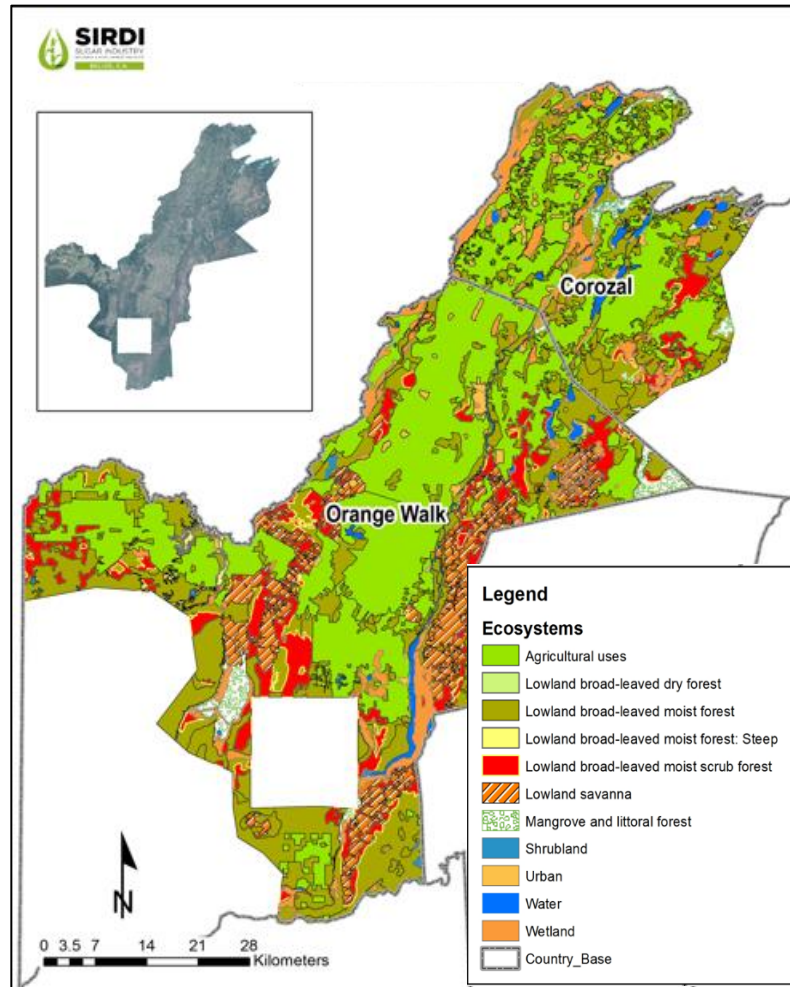 SIRDI
SUGAR INDUSTRY
Corozal
Orange Walk
Legend
Ecosystems
Agricultural uses
Lowland broad-leaved dry forest
Lowland broad-leaved moist forest
Lowland broad-leaved moist forest: Steep
Lowland broad-leaved moist scrub forest
Lowland savanna
Mangrove and littoral forest
Shrubland
Urban
Water
Wetland
Country_Base
N
0 3.5 7 14 21 28
Kilometers